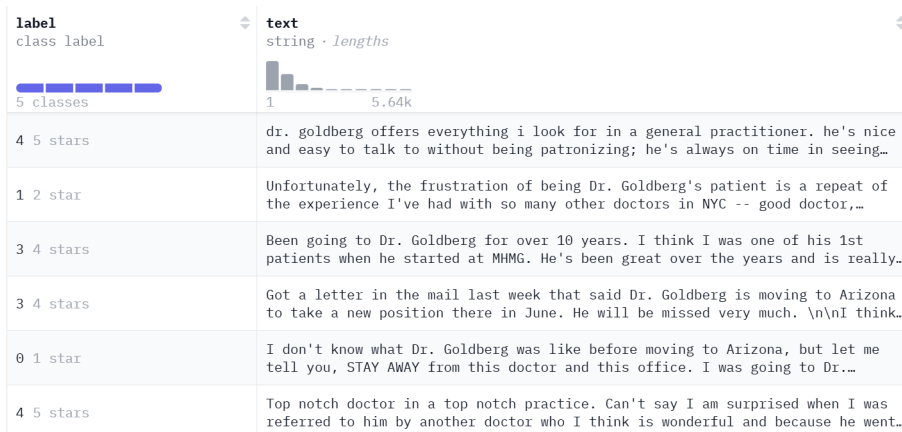 label
text
class label
string · lengths
5 classes
1
5.64k
4 5 stars
dr. goldberg offers everything i look for in a general practitioner. he's nice
and easy to talk to without being patronizing; he's always on time in seeing…
1 2 star
Unfortunately, the frustration of being Dr. Goldberg's patient is a repeat of
the experience I've had with so many other doctors in NYC -- good doctor,…
3 4 stars
Been going to Dr. Goldberg for over 10 years. I think I was one of his 1st
patients when he started at MHMG. He's been great over the years and is really…
3 4 stars
Got a letter in the mail last week that said Dr. Goldberg is moving to Arizona
to take a new position there in June. He will be missed very much. \n\nI think…
0 1 star
I don't know what Dr. Goldberg was like before moving to Arizona, but let me
tell you, STAY AWAY from this doctor and this office. I was going to Dr.…
4 5 stars
Top notch doctor in a top notch practice. Can't say I am surprised when I was
referred to him by another doctor who I think is wonderful and because he went…